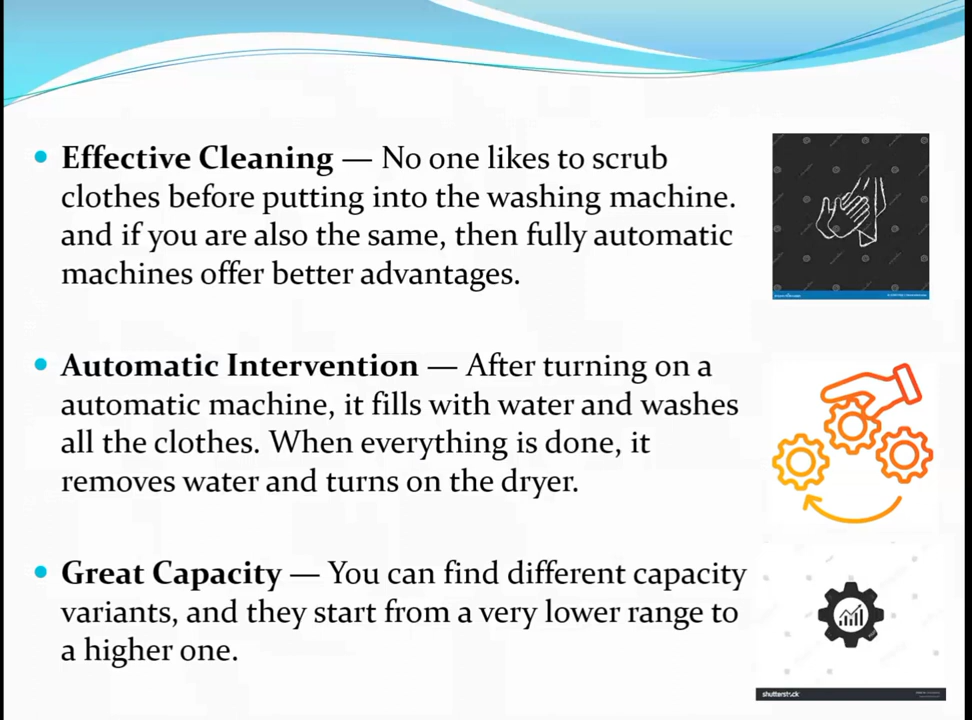 • Effective Cleaning — No one likes to scrub
clothes before putting into the washing machine.
and if you are also the same, then fully automatic
machines offer better advantages.
• Automatic Intervention — After turning on a
automatic machine, it fills with water and washes
all the clothes. When everything is done, it
removes water and turns on the dryer.
• Great Capacity — You can find different capacity
variants, and they start from a very lower range to
a higher one.
shutterstock